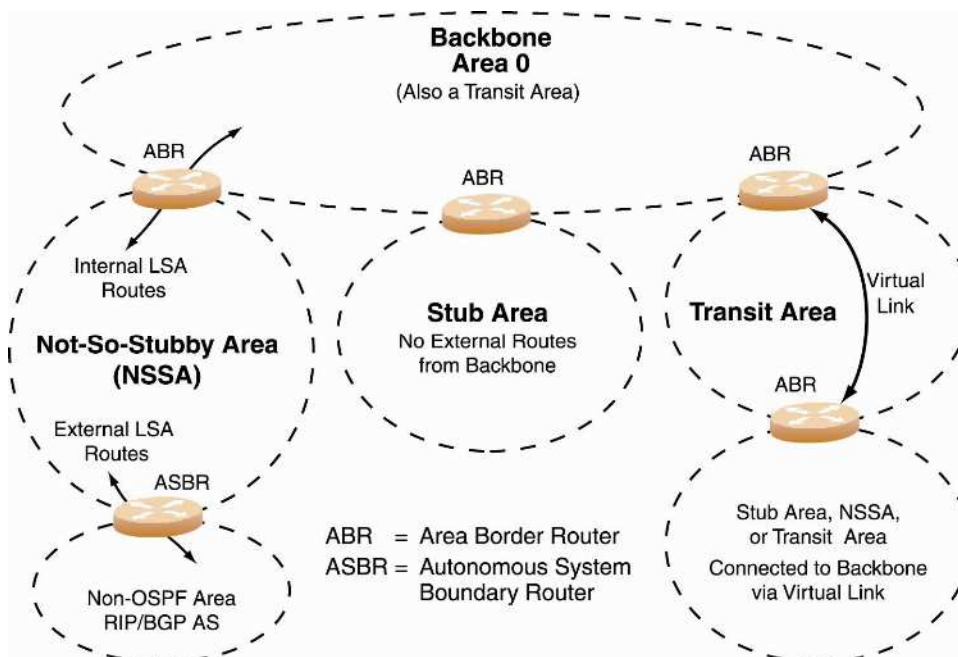 Backbone
Area 0
(Also a Transit Area)
ABR
ABR
ABR
Internal LSA
Routes
Not-So-Stubby Area
(NSSA)
External LSA
Routes
ASBR
Non-OSPF Area
RIP/BGP AS
Stub Area
No External Routes
from Backbone
Transit Area
Virtual
Link
ABR
Stub Area, NSSA,
or Transit Area
Connected to Backbone
via Virtual Link
ABR = Area Border Router
ASBR = Autonomous System
Boundary Router